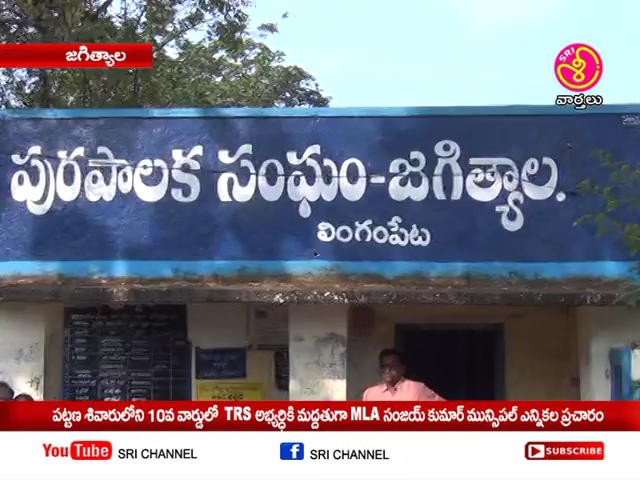 జగిత్యాల
SRI
శ్రీ
వార్తలు
పురపాలక సంఘం-జగిత్యాల.
వింగంపేట
పట్టణ శివారులోని 10వ వార్డులో TRS అభ్యర్ధికి మద్దతుగా MLA సంజయ్ కుమార్ మున్సిపల్ ఎన్నికల ప్రచారం
YouTube SRI CHANNEL
f SRI CHANNEL
SUBSCRIBE